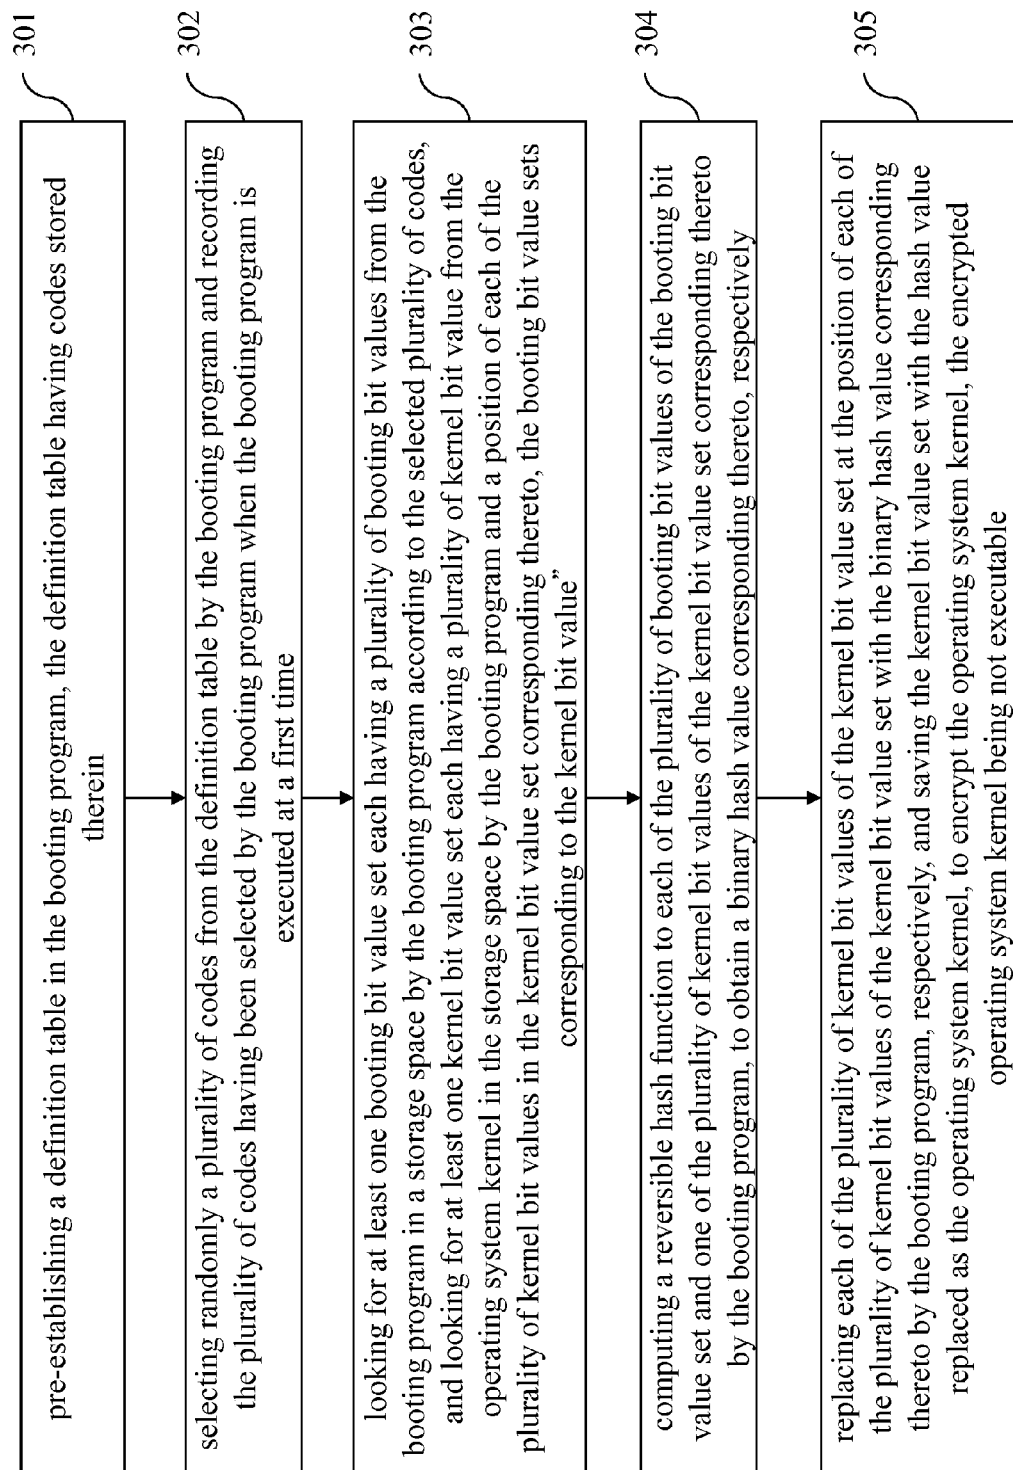 301
pre-establishing a definition table in the booting program, the definition table having codes stored
therein
302
selecting randomly a plurality of codes from the definition table by the booting program and recording
the plurality of codes having been selected by the booting program when the booting program is
executed at a first time
303
looking for at least one booting bit value set each having a plurality of booting bit values from the
booting program in a storage space by the booting program according to the selected plurality of codes,
and looking for at least one kernel bit value set each having a plurality of kernel bit value from the
operating system kernel in the storage space by the booting program and a position of each of the
plurality of kernel bit values in the kernel bit value set corresponding thereto, the booting bit value sets
corresponding to the kernel bit value”
304
computing a reversible hash function to each of the plurality of booting bit values of the booting bit
value set and one of the plurality of kernel bit values of the kernel bit value set corresponding thereto
by the booting program, to obtain a binary hash value corresponding thereto, respectively
305
replacing each of the plurality of kernel bit values of the kernel bit value set at the position of each of
the plurality of kernel bit values of the kernel bit value set with the binary hash value corresponding
thereto by the booting program, respectively, and saving the kernel bit value set with the hash value
replaced as the operating system kernel, to encrypt the operating system kernel, the encrypted
operating system kernel being not executable